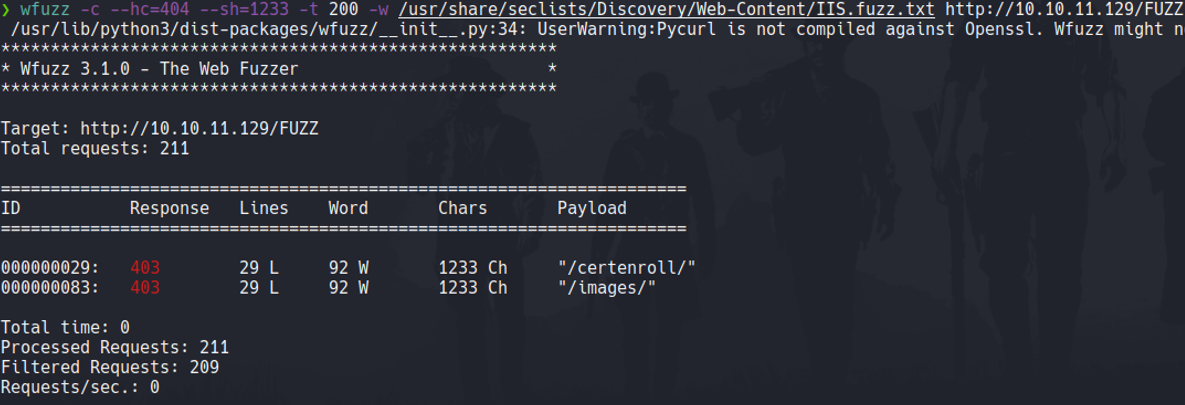 ❯ wfuzz -c --hc=404 --sh=1233 -t 200 -w /usr/share/seclists/Discovery/Web-Content/IIS.fuzz.txt http://10.10.11.129/FUZZ
/usr/lib/python3/dist-packages/wfuzz/__init__.py:34: UserWarning:Pycurl is not compiled against Openssl. Wfuzz might
********************************************************
* Wfuzz 3.1.0 - The Web Fuzzer                         *
********************************************************
Target: http://10.10.11.129/FUZZ
Total requests: 211
=====================================================================
ID           Response   Lines    Word       Chars       Payload
=====================================================================
000000029:   403        29 L     92 W       1233 Ch     "/certenroll/"
000000083:   403        29 L     92 W       1233 Ch     "/images/"
Total time: 0
Processed Requests: 211
Filtered Requests: 209
Requests/sec.: 0